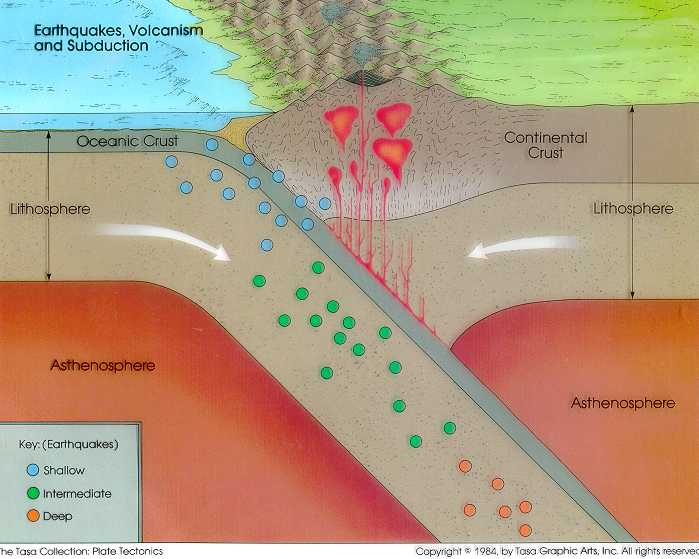 Earthquakes, Volcanism
and Subduction
Oceanic Crust
Continental
Crust
Lithosphere
Lithosphere
Asthenosphere
Asthenosphere
Key: (Earthquakes)
Shallow
Intermediate
Deep
The Tasa Collection: Plate Tectonics
Copyright © 1984, by Tasa Graphic Arts, Inc. All rights reserved